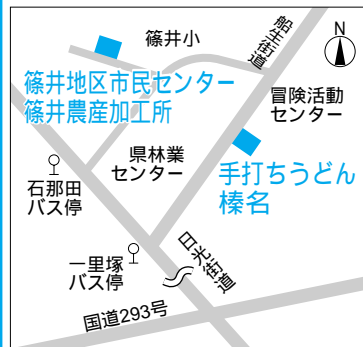 篠井小
船生街道
N
篠井地区市民センター
篠井農産加工所
冒険活動
センター
県林業
センター
手打ちうどん
榛名
石那田
バス停
一里塚
バス停
日光街道
国道293号